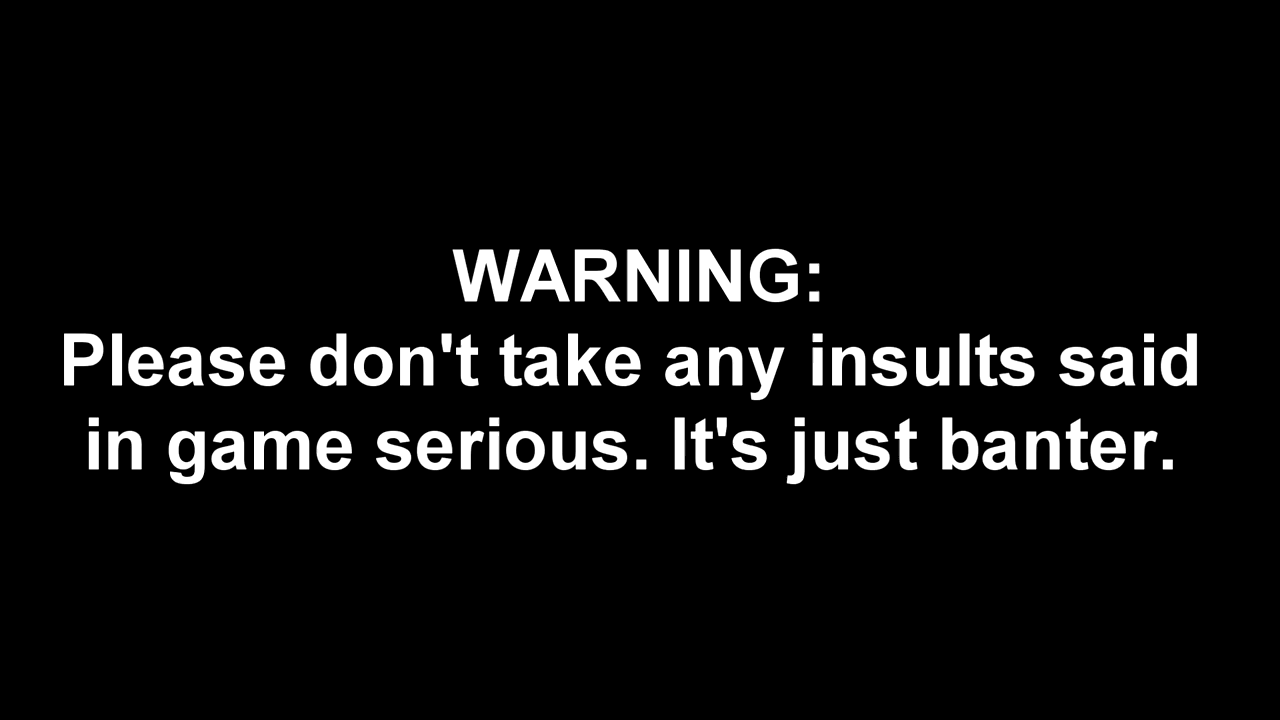 WARNING:
Please don't take any insults said
in game serious. It's just banter.